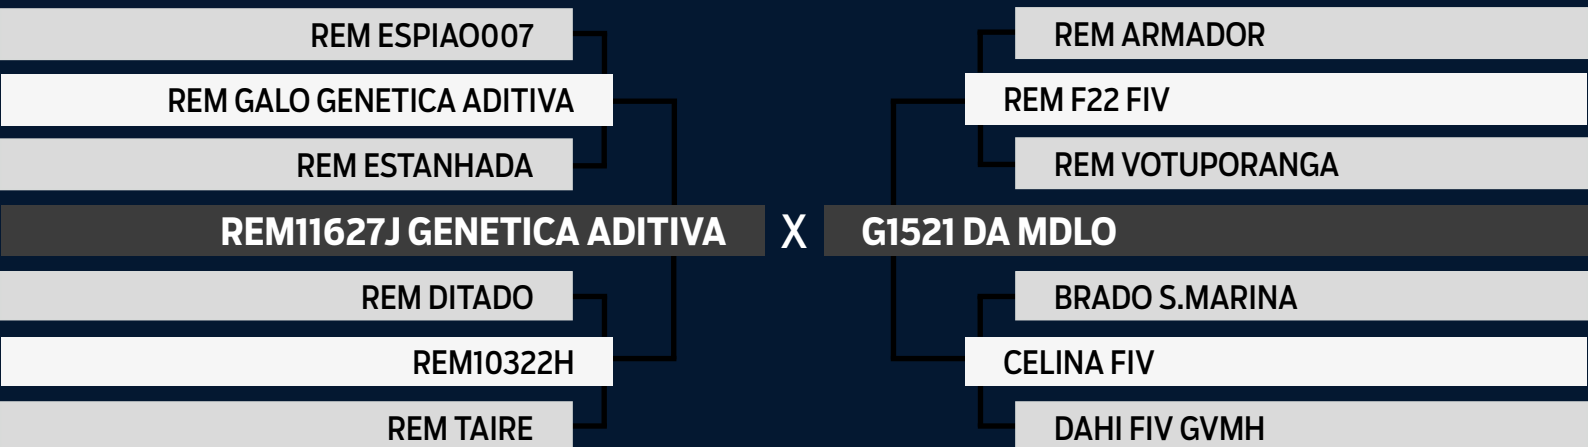 REM ESPIAO007
REM ARMADOR
REM GALO GENETICA ADITIVA
REM F22 FIV
REM ESTANHADA
REM VOTUPORANGA
REM11627J GENETICA ADITIVA X G1521 DA MDLO
REM DITADO
BRADO S.MARINA
REM10322H
CELINA FIV
REM TAIRE
DAHI FIV GVMH